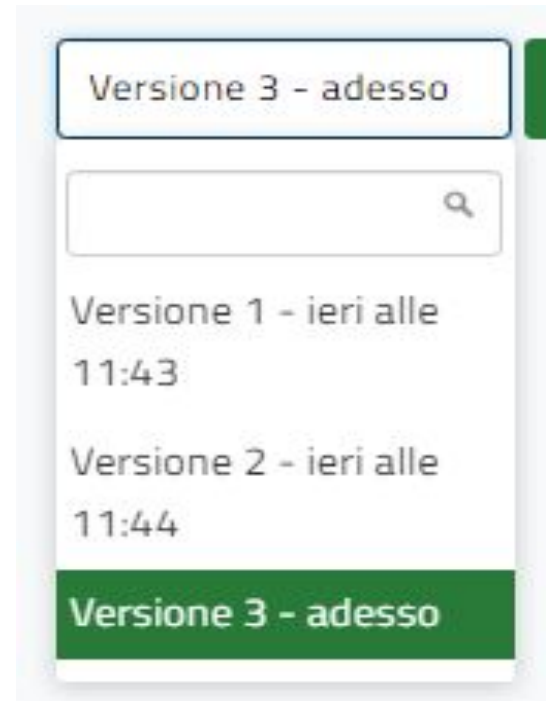 Versione 3 - adesso
Versione 1 - ieri alle
11:43
Versione 2 - ieri alle
11:44
Versione 3 - adesso